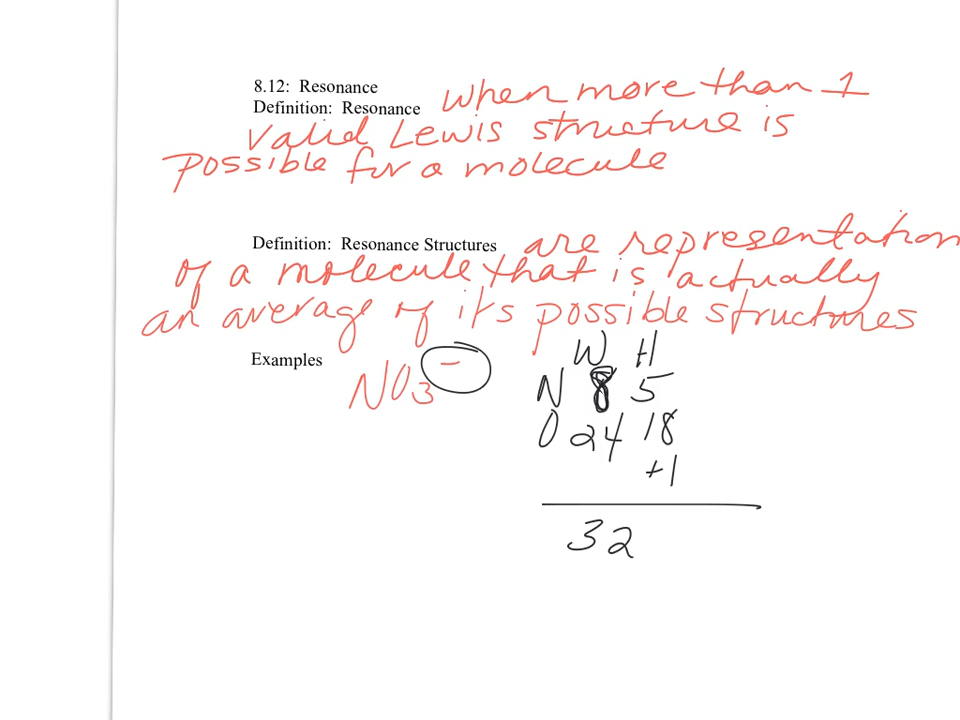 8.12: Resonance
Definition: Resonance when more than 1
valid Lewis structure is
possible for a molecule
Definition: Resonance Structures are representation
of a molecule that is actually
an average of it's possible structures
Examples
NO3 −
W H
N 8 5
O 24 18
+1
32